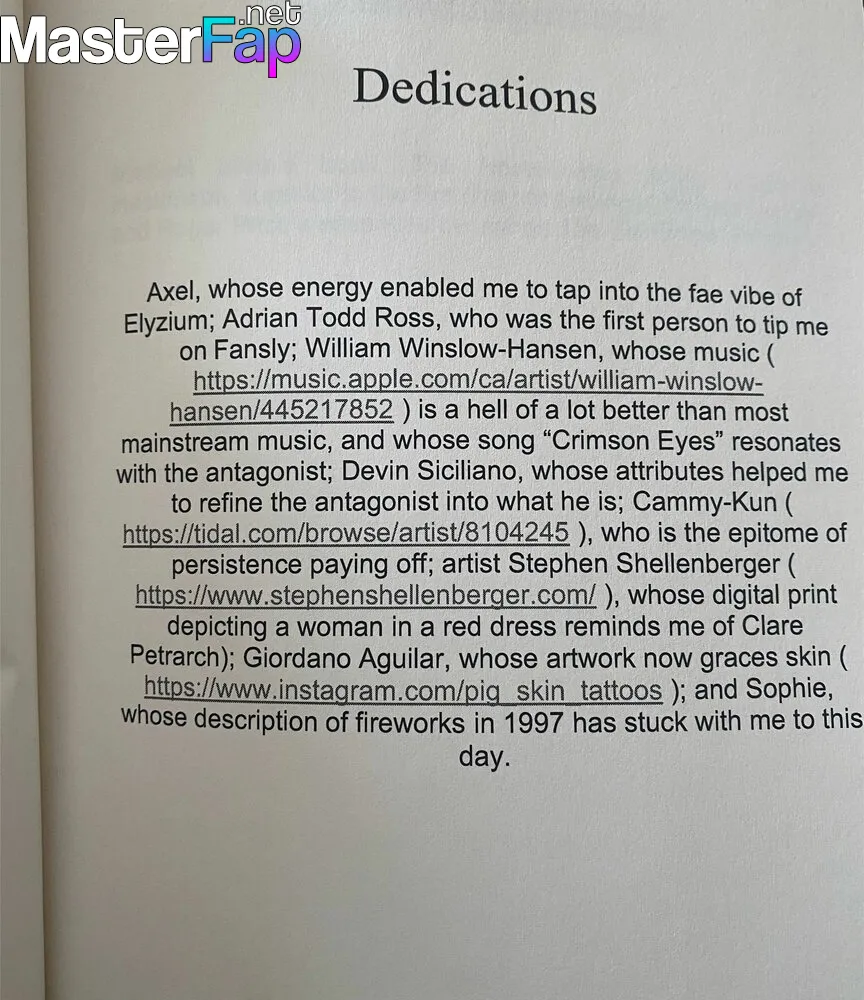 MasterFap
.net
Dedications
Axel, whose energy enabled me to tap into the fae vibe of
Elyzium; Adrian Todd Ross, who was the first person to tip me
on Fansly; William Winslow-Hansen, whose music (
https://music.apple.com/ca/artist/william-winslow-
hansen/445217852 ) is a hell of a lot better than most
mainstream music, and whose song “Crimson Eyes” resonates
with the antagonist; Devin Siciliano, whose attributes helped me
to refine the antagonist into what he is; Cammy-Kun (
https://tidal.com/browse/artist/8104245 ), who is the epitome of
persistence paying off; artist Stephen Shellenberger (
https://www.stephenshellenberger.com/ ), whose digital print
depicting a woman in a red dress reminds me of Clare
Petrarch); Giordano Aguilar, whose artwork now graces skin (
https://www.instagram.com/pig_skin_tattoos ); and Sophie,
whose description of fireworks in 1997 has stuck with me to this
day.